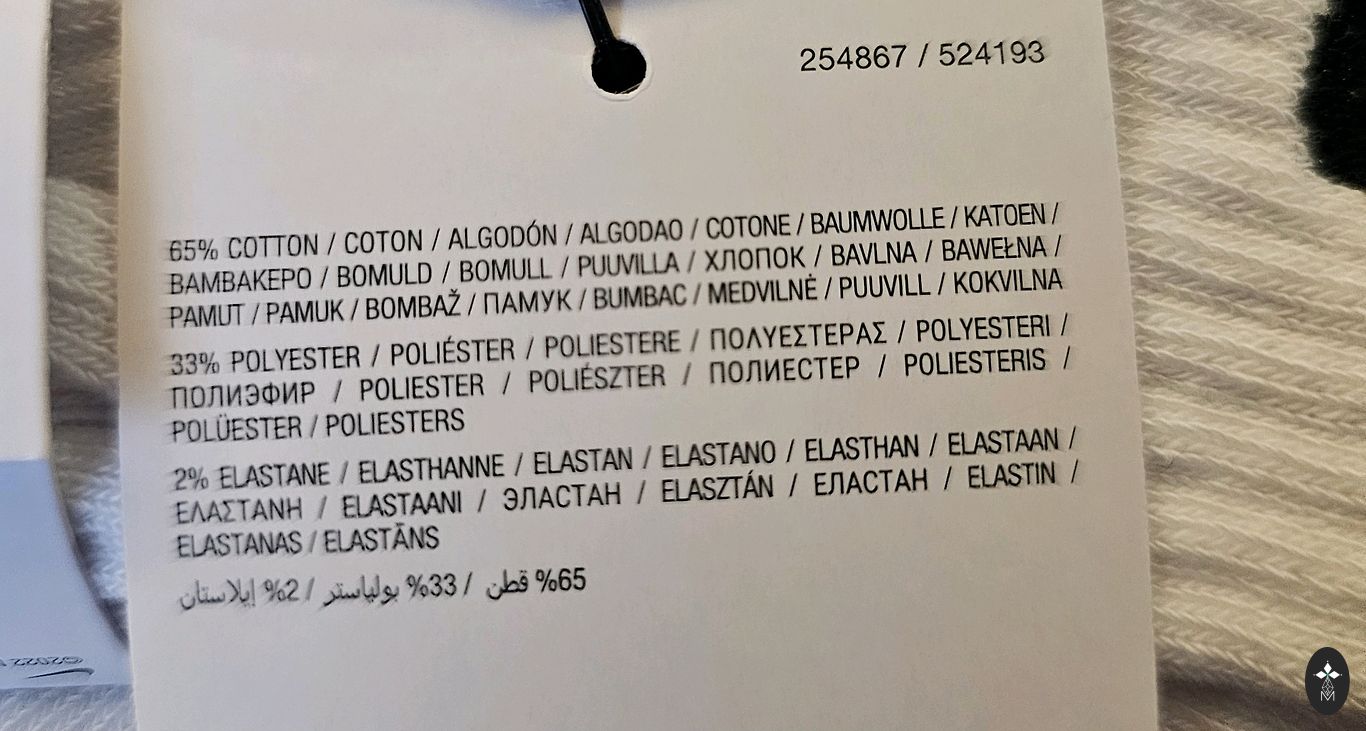 254867 / 524193
65% COTTON / COTON / ALGODÓN / ALGODAO / COTONE / BAUMWOLLE / KATOEN /
BAMBAKEPO / BOMULD / BOMULL / PUUVILLA / ХЛОПОК / BAVLNA / BAWEŁNA /
PAMUT / PAMUK / BOMBAŽ / ПАМУК / BUMBAC / MEDVILNĖ / PUUVILL / KOKVILNA
33% POLYESTER / POLIÉSTER / POLIESTERE / ΠΟΛΥΕΣΤΕΡΑΣ / POLYESTERI /
ПОЛИЭФИР / POLIESTER / POLIÉSZTER / ПОЛИЕСТЕР / POLIESTERIS /
POLÜESTER / POLIESTERS
2% ELASTANE / ELASTHANNE / ELASTAN / ELASTANO / ELASTHAN / ELASTAAN /
ΕΛΑΣΤΑΝΗ / ELASTAANI / ЭЛАСТАН / ELASZTÁN / ЕЛАСТАН / ELASTIN /
ELASTANAS / ELASTĀNS
65% قطن / 33% بولياستر / 2% إيلاستان
M